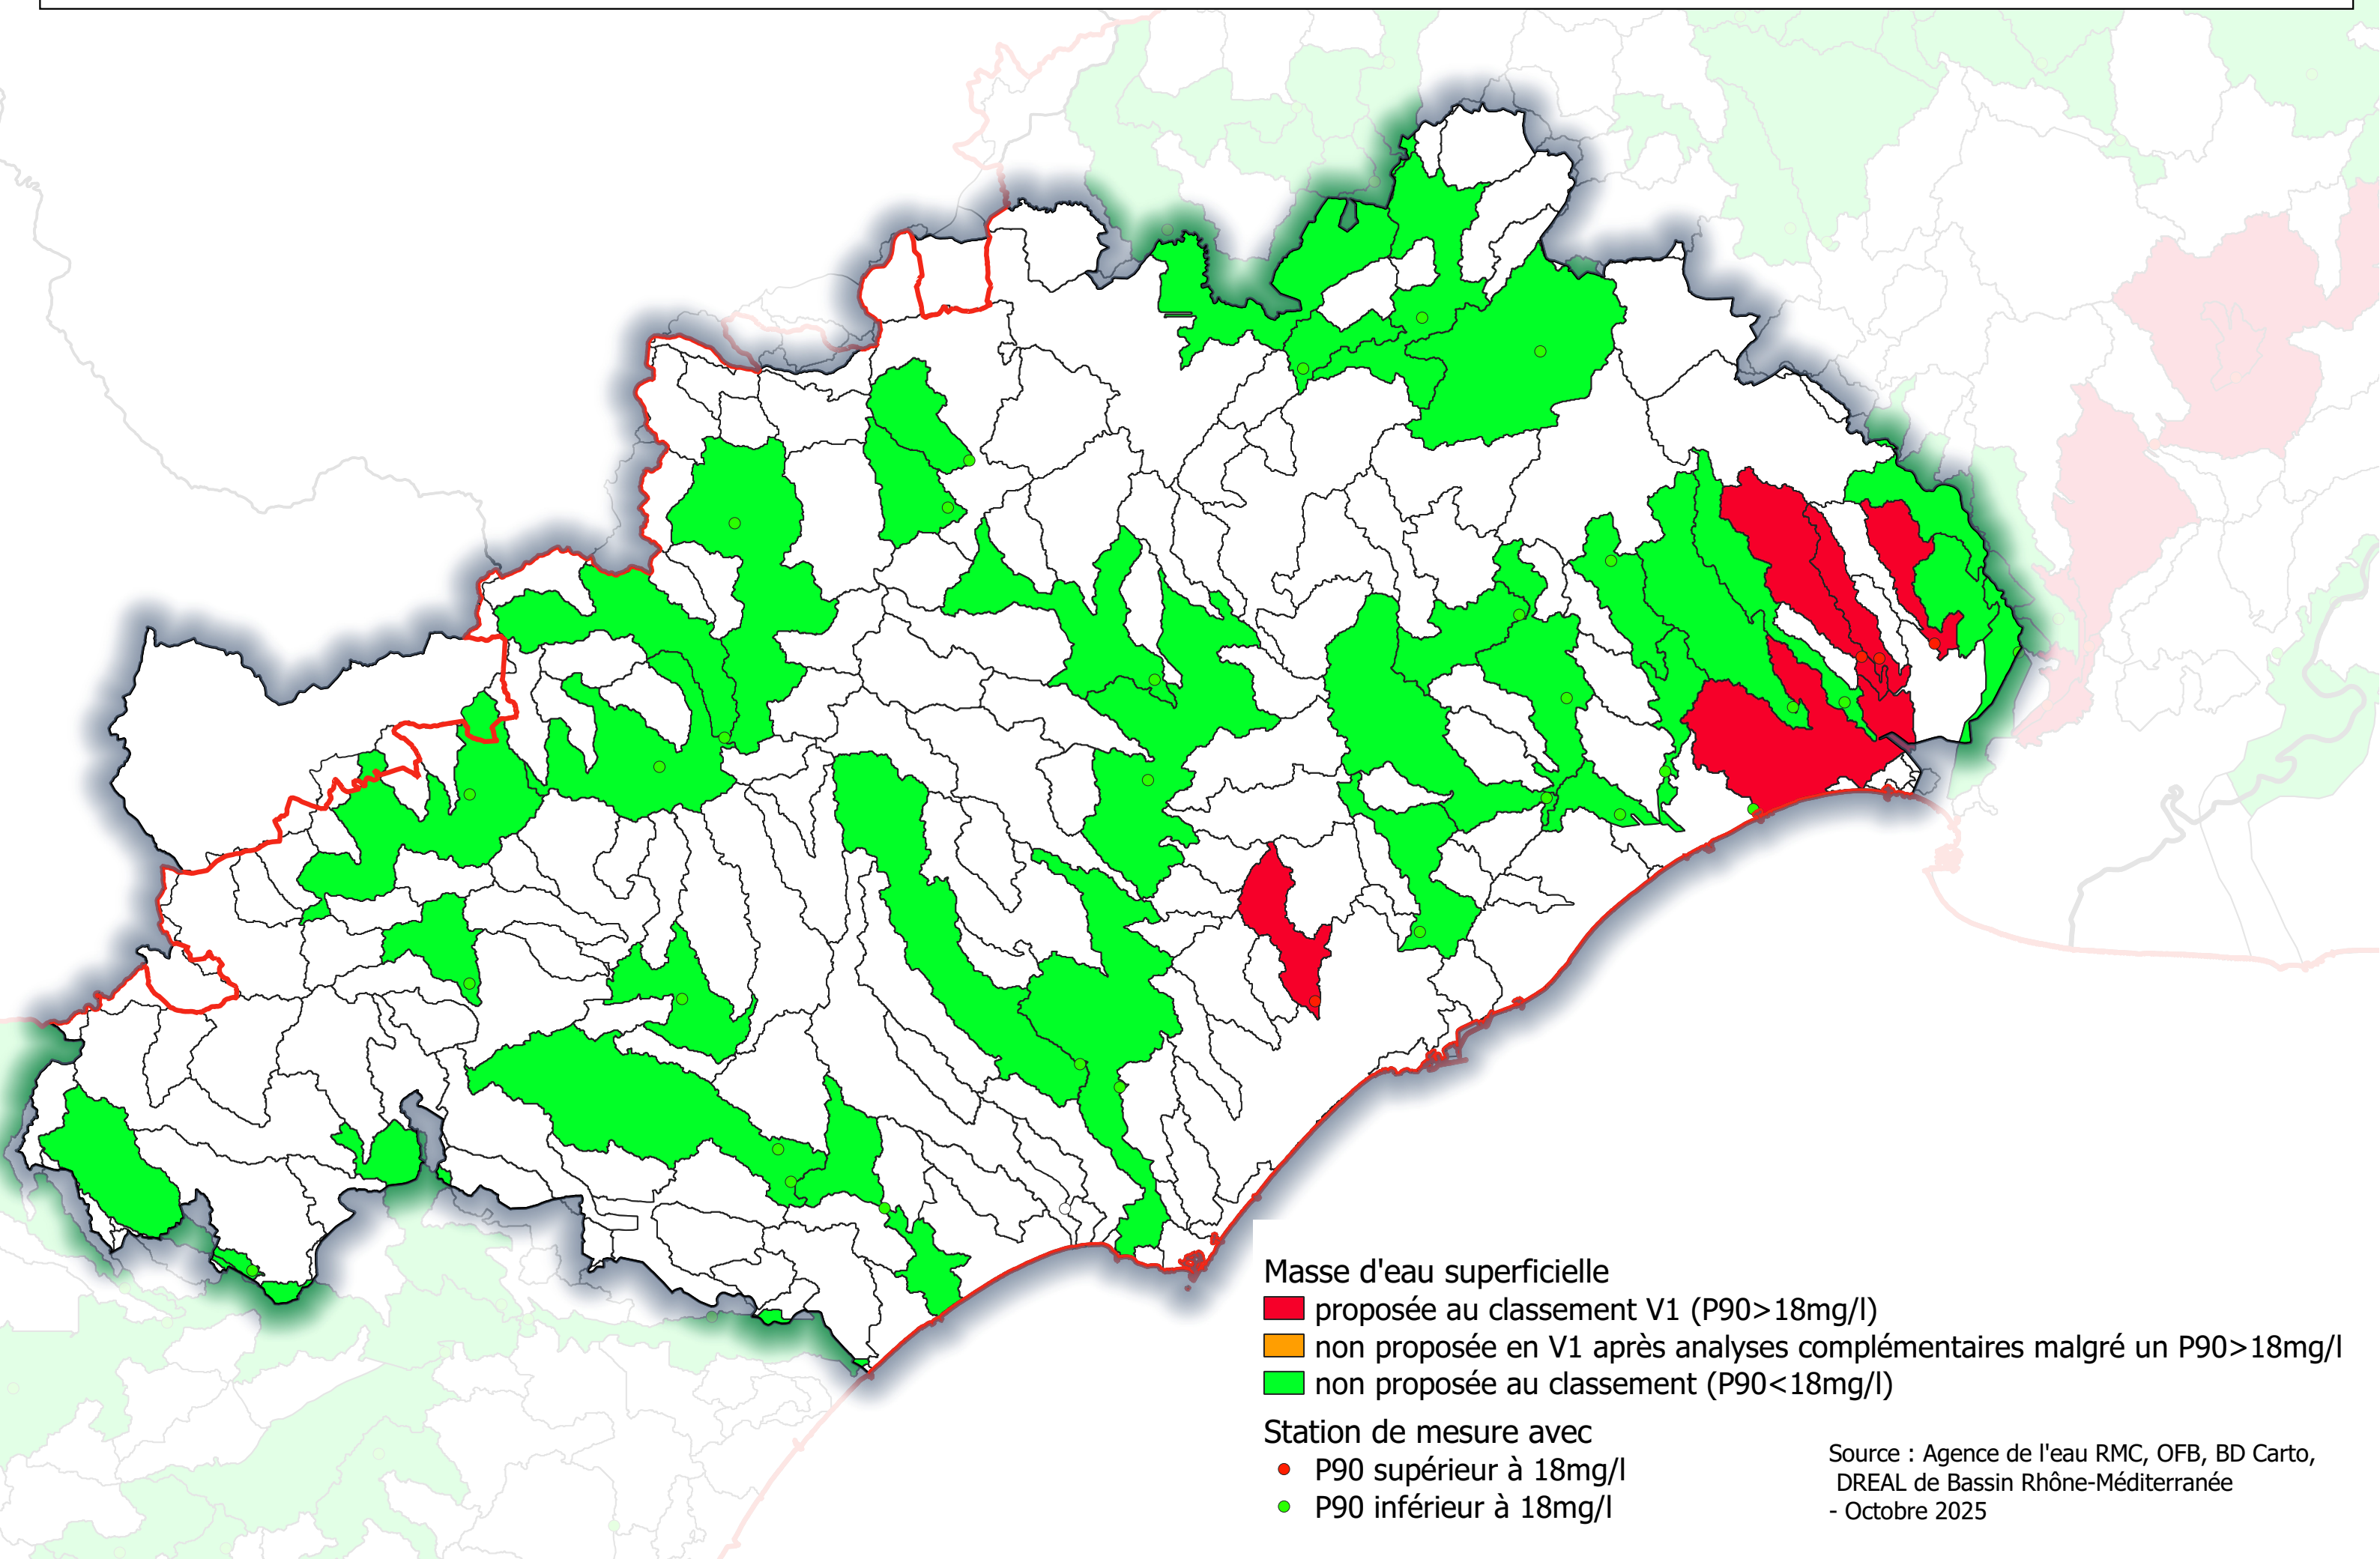 Masse d'eau superficielle
proposée au classement V1 (P90>18mg/l)
non proposée en V1 après analyses complémentaires malgré un P90>18mg/l
non proposée au classement (P90<18mg/l)
Station de mesure avec
P90 supérieur à 18mg/l
P90 inférieur à 18mg/l
Source : Agence de l'eau RMC, OFB, BD Carto,
DREAL de Bassin Rhône-Méditerranée
- Octobre 2025